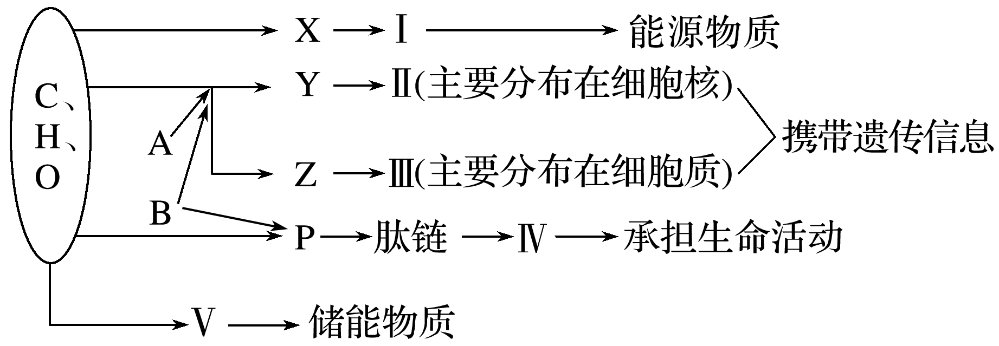 X Ⅰ 能源物质
C、 Y Ⅱ(主要分布在细胞核)
H、 A 携带遗传信息
O Z Ⅲ(主要分布在细胞质)
B P 肽链 Ⅳ 承担生命活动
Ⅴ 储能物质